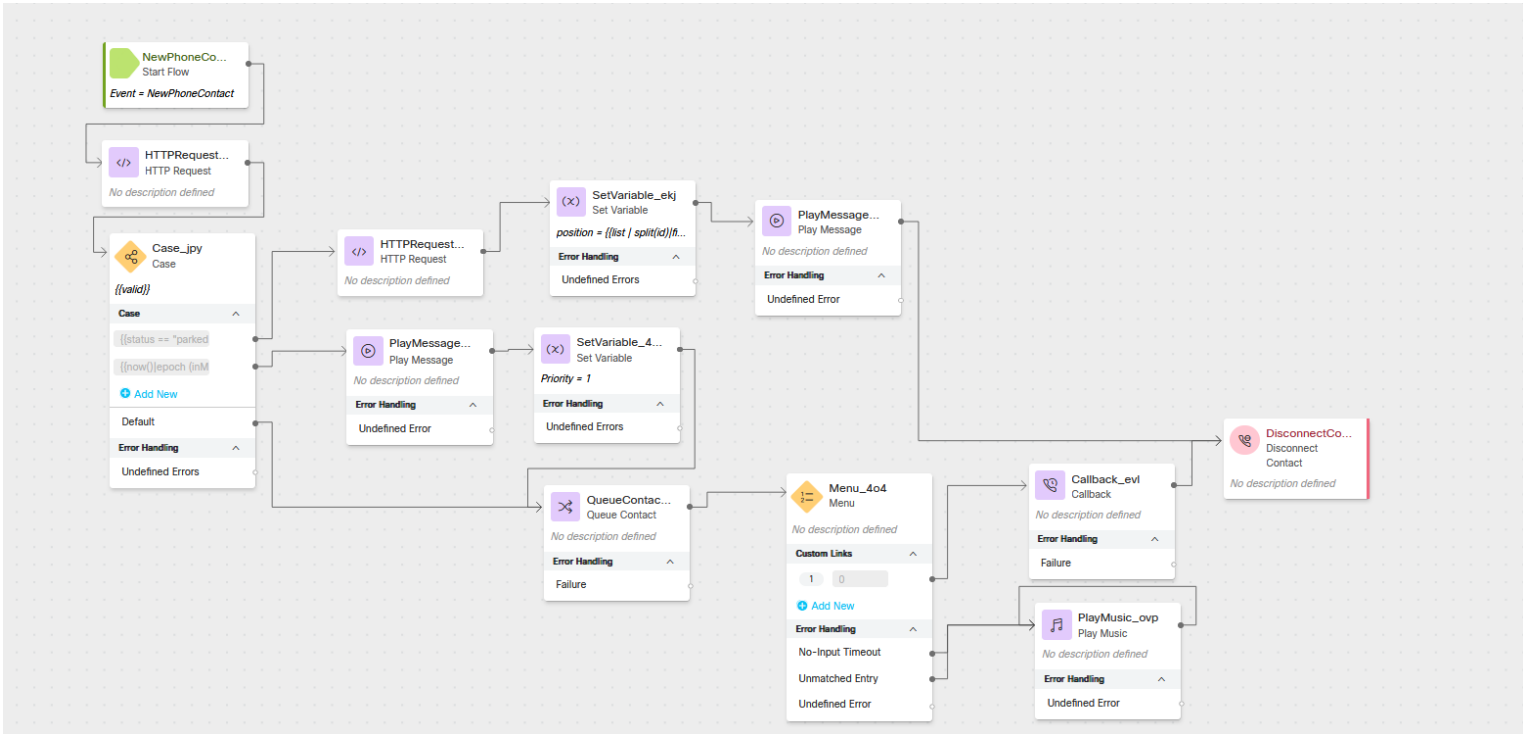 NewPhoneCo...
Start Flow
Event = NewPhoneContact
HTTPRequest...
HTTP Request
No description defined
Case_jpy
Case
{{valid}}
Case
{{status == "parked
{{now()|epoch (inM
Add New
Default
Error Handling
Undefined Errors
HTTPRequest...
HTTP Request
No description defined
SetVariable_ekj
Set Variable
position = {{list | split(id)|fi...
Error Handling
Undefined Errors
PlayMessage...
Play Message
No description defined
Error Handling
Undefined Error
PlayMessage...
Play Message
No description defined
Error Handling
Undefined Error
SetVariable_4...
Set Variable
Priority = 1
Error Handling
Undefined Errors
QueueContac...
Queue Contact
No description defined
Error Handling
Failure
Menu_4o4
Menu
No description defined
Custom Links
1 0
Add New
Error Handling
No-Input Timeout
Unmatched Entry
Undefined Error
Callback_evl
Callback
No description defined
Error Handling
Failure
PlayMusic_ovp
Play Music
No description defined
Error Handling
Undefined Error
DisconnectCo...
Disconnect
Contact
No description defined